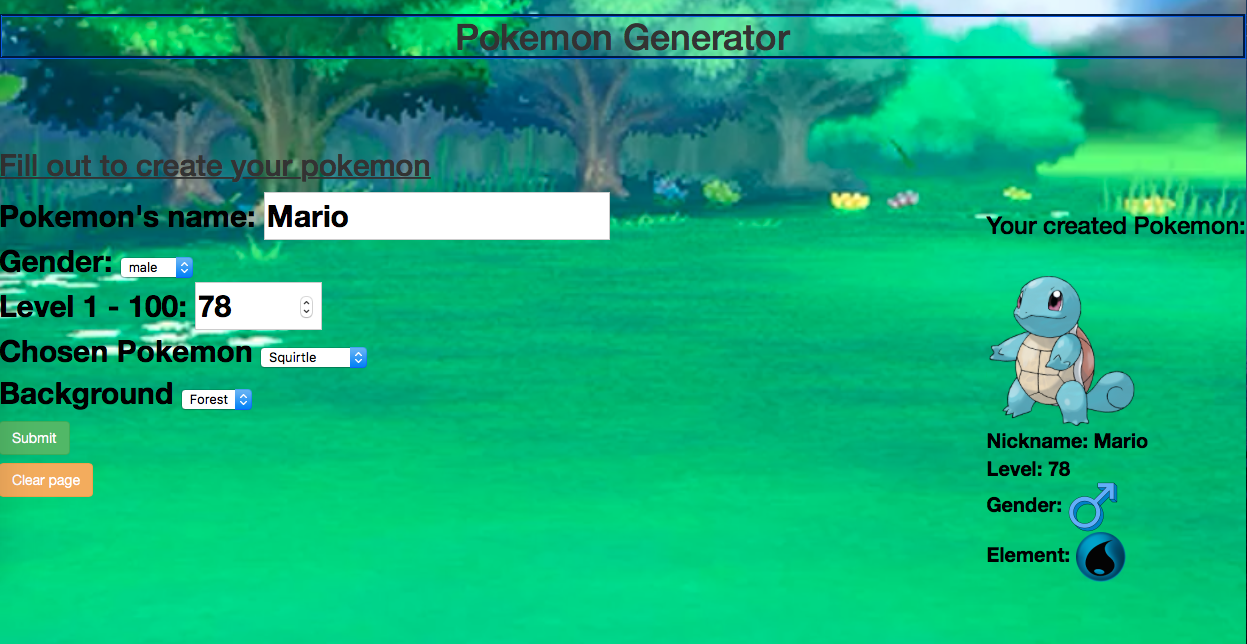 Pokemon Generator
Fill out to create your pokemon
Pokemon's name: Mario
Gender: male
Level 1 - 100: 78
Chosen Pokemon Squirtle
Background Forest
Submit
Clear page
Your created Pokemon:
Nickname: Mario
Level: 78
Gender:
Element: